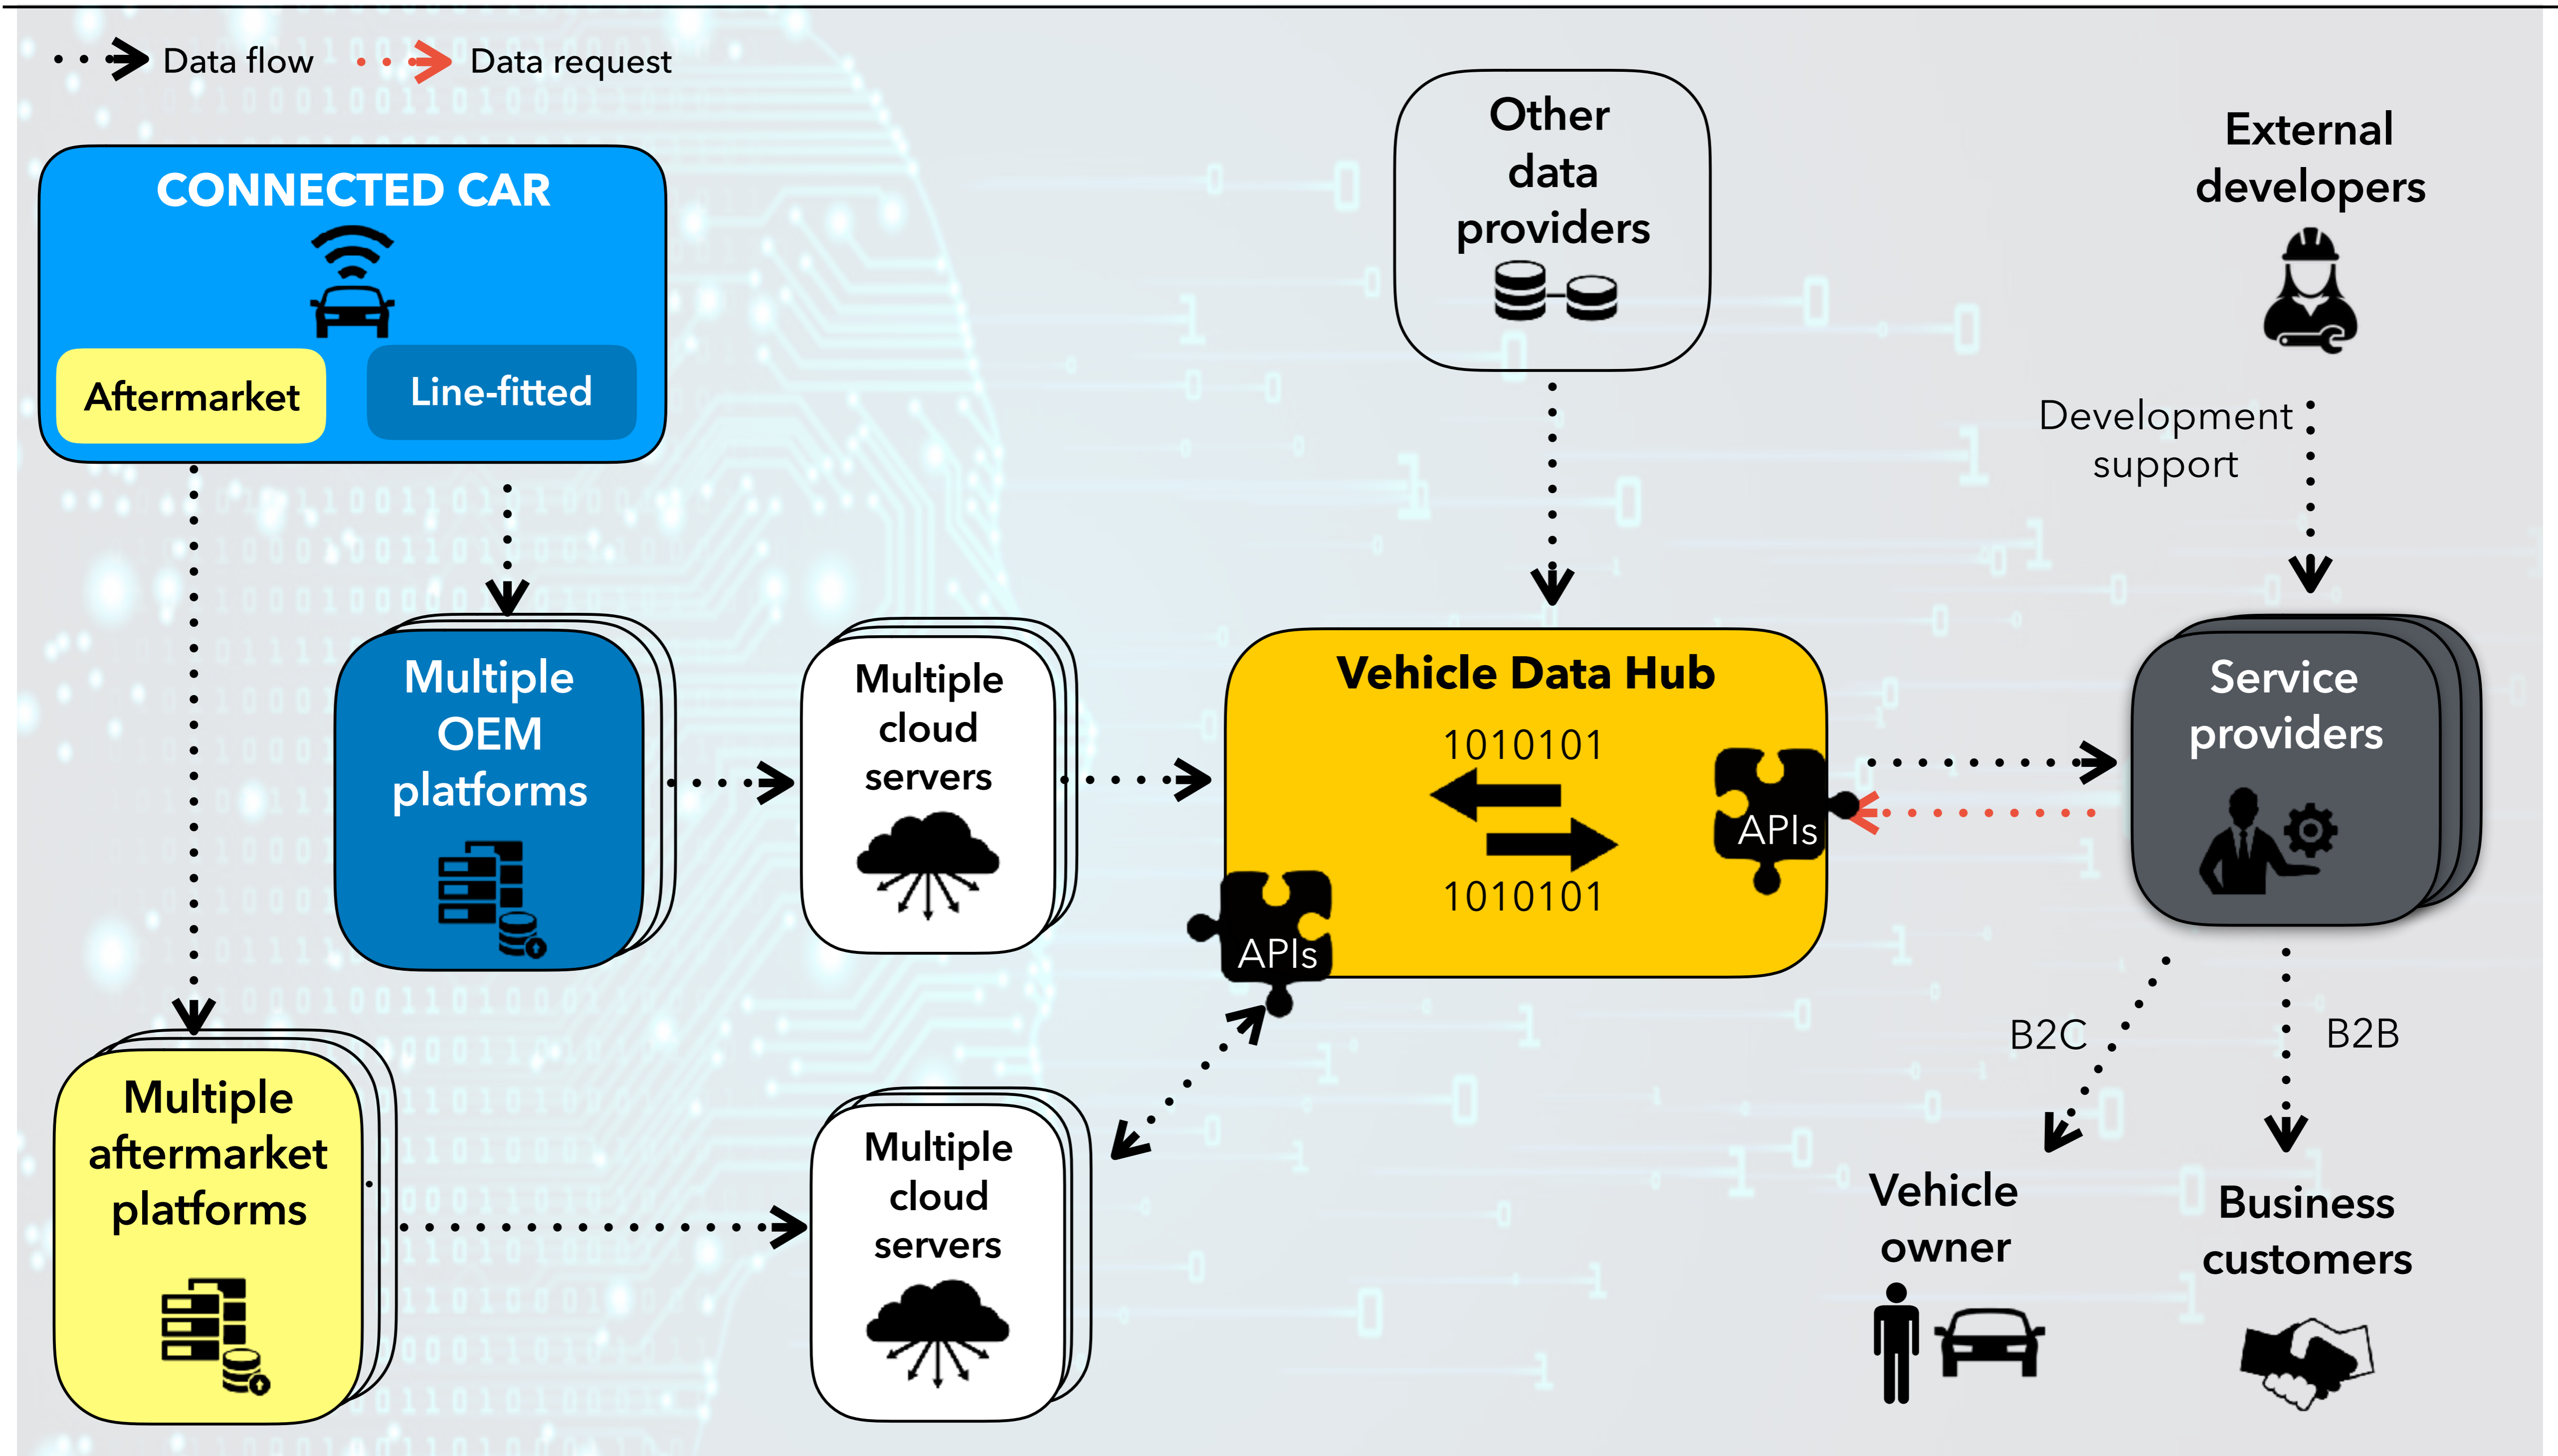 Data flow
Data request
CONNECTED CAR
Aftermarket
Line-fitted
Other
data
providers
External
developers
Development
support
Multiple
OEM
platforms
Multiple
cloud
servers
Vehicle Data Hub
1010101
1010101
APIs
APIs
Service
providers
B2C
B2B
Multiple
aftermarket
platforms
Multiple
cloud
servers
Vehicle
owner
Business
customers